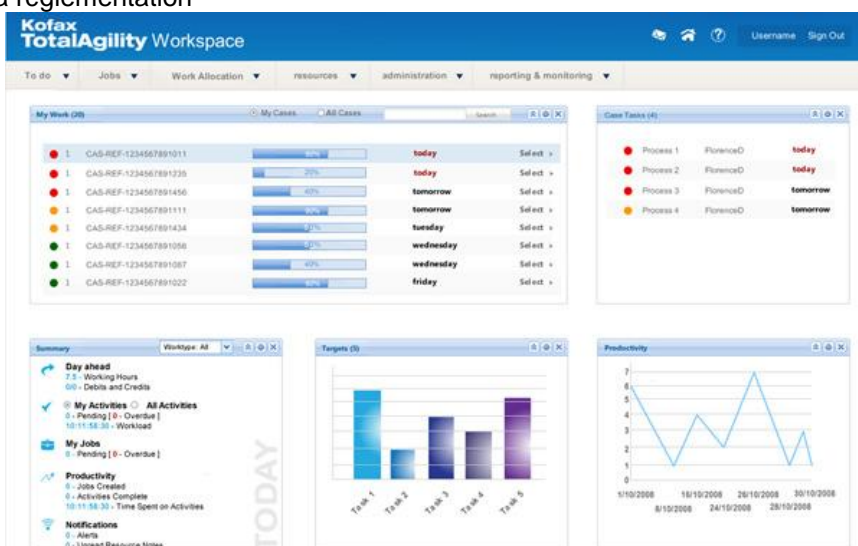 a réglementation
Kofax
TotalAgility Workspace
Username Sign Out
To do Jobs Work Allocation resources administration reporting & monitoring
My Work (20) My Cases All Cases Search
1 CAS-REF-1234567891011 today Select
1 CAS-REF-1234567891235 20% today Select
1 CAS-REF-1234567891456 40% tomorrow Select
1 CAS-REF-1234567891111 tomorrow Select
1 CAS-REF-1234567891434 tuesday Select
1 CAS-REF-1234567891056 wednesday Select
1 CAS-REF-1234567891087 40% wednesday Select
1 CAS-REF-1234567891022 friday Select
Case Tasks (4)
Process 1 FlorenceD today
Process 2 FlorenceD today
Process 3 FlorenceD tomorrow
Process 4 FlorenceD tomorrow
Summary Worktype: All
Day ahead
7.5 - Working Hours
0/0 - Debits and Credits
My Activities All Activities
0 - Pending [ 0 - Overdue ]
10:11:58:30 - Workload
My Jobs
0 - Pending [ 0 - Overdue ]
Productivity
0 - Jobs Created
0 - Activities Complete
10:11:58:30 - Time Spent on Activities
Notifications
0 - Alerts
0 - Unread Resource Notes
TODAY
Targets (5)
Task 1 Task 2 Task 3 Task 4 Task 5
Productivity
7
6
5
4
3
2
1
0
1/10/2008 16/10/2008 26/10/2008 30/10/2008
8/10/2008 24/10/2008 28/10/2008